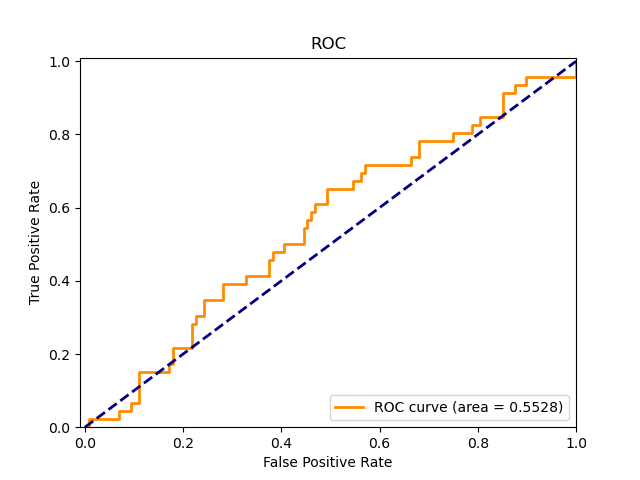 ROC
1.0
0.8
0.6
0.4
0.2
0.0
True Positive Rate
0.0 0.2 0.4 0.6 0.8 1.0
False Positive Rate
ROC curve (area = 0.5528)